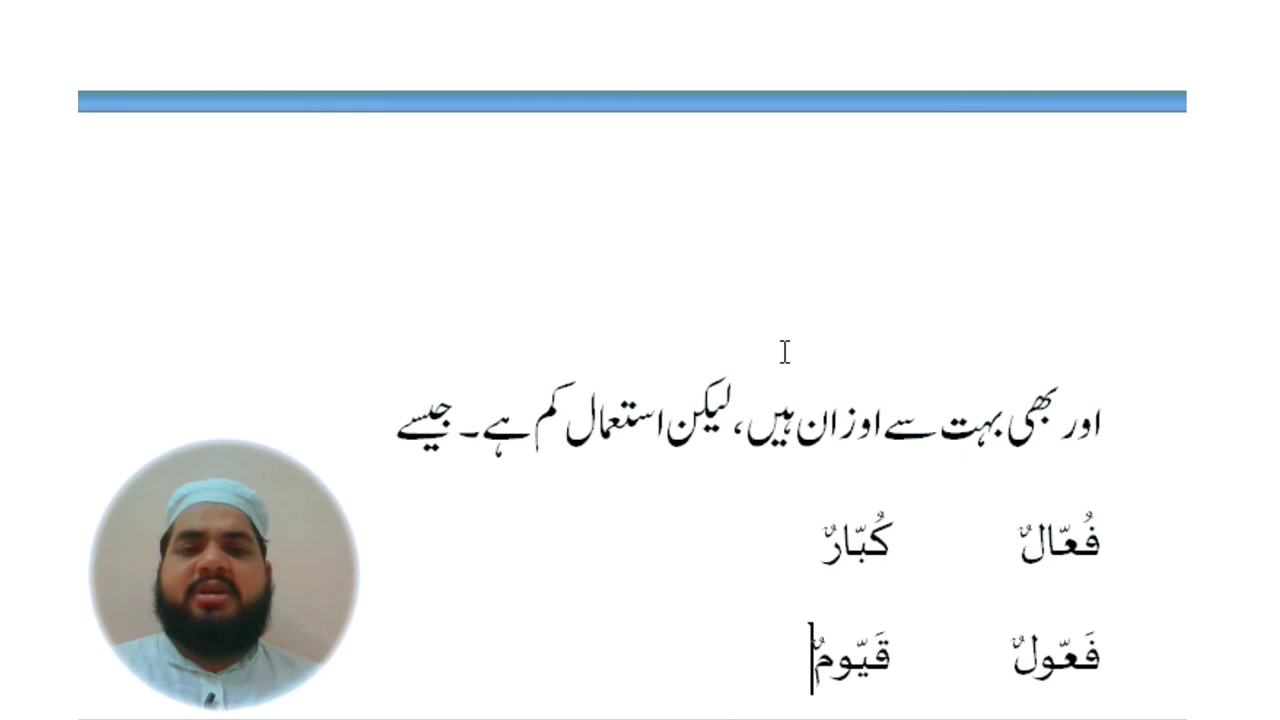 اور بھی بہت سے اوزان ہیں، لیکن استعمال کم ہے۔ جیسے
فُعّالٌ كُبّارٌ
فَعّولٌ قَيّومٌ